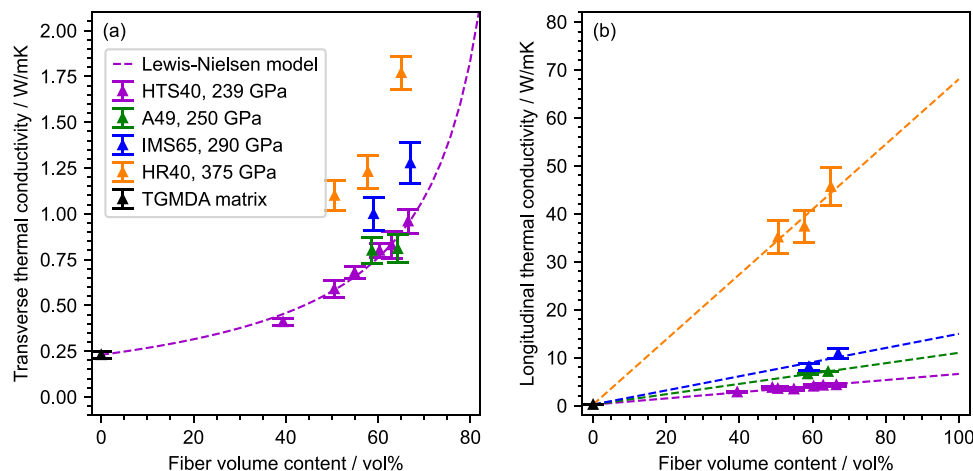 (a)
Transverse thermal conductivity / W/mK
2.00
1.75
1.50
1.25
1.00
0.75
0.50
0.25
0.00
Lewis-Nielsen model
HTS40, 239 GPa
A49, 250 GPa
IMS65, 290 GPa
HR40, 375 GPa
TGMDA matrix
0 20 40 60 80
Fiber volume content / vol%
(b)
Longitudinal thermal conductivity / W/mK
80
70
60
50
40
30
20
10
0
0 20 40 60 80 100
Fiber volume content / vol%